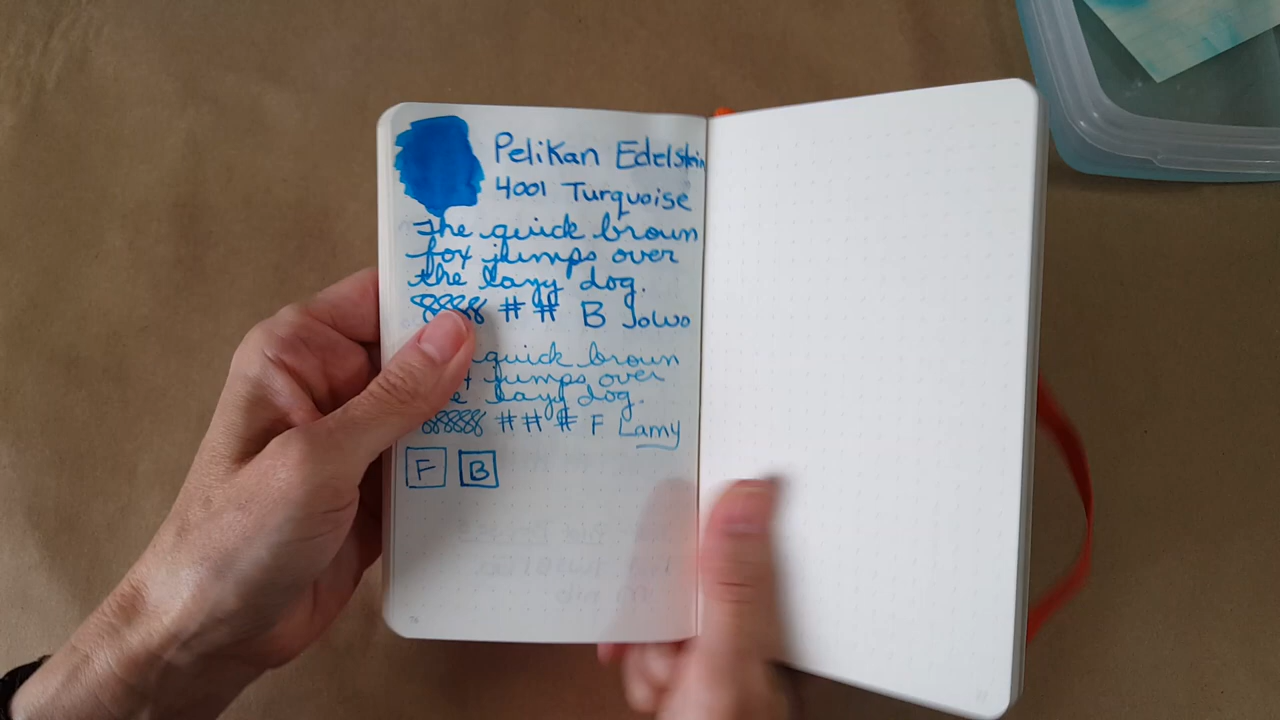 Pelikan Edelstein
4001 Turquoise
The quick brown
fox jumps over
the lazy dog.
8888 # # B Jowo
quick brown
jumps over
lazy dog.
88888 # # # F Lamy
F B